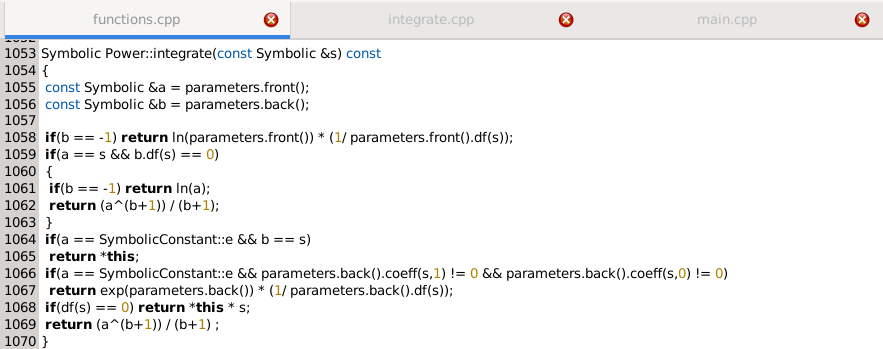 functions.cpp integrate.cpp main.cpp
1053 Symbolic Power::integrate(const Symbolic &s) const
1054 {
1055 const Symbolic &a = parameters.front();
1056 const Symbolic &b = parameters.back();
1057
1058 if(b == -1) return ln(parameters.front()) * (1/ parameters.front().df(s));
1059 if(a == s && b.df(s) == 0)
1060 {
1061 if(b == -1) return ln(a);
1062 return (a^(b+1)) / (b+1);
1063 }
1064 if(a == SymbolicConstant::e && b == s)
1065 return *this;
1066 if(a == SymbolicConstant::e && parameters.back().coeff(s,1) != 0 && parameters.back().coeff(s,0) != 0)
1067 return exp(parameters.back()) * (1/ parameters.back().df(s));
1068 if(df(s) == 0) return *this * s;
1069 return (a^(b+1)) / (b+1) ;
1070 }